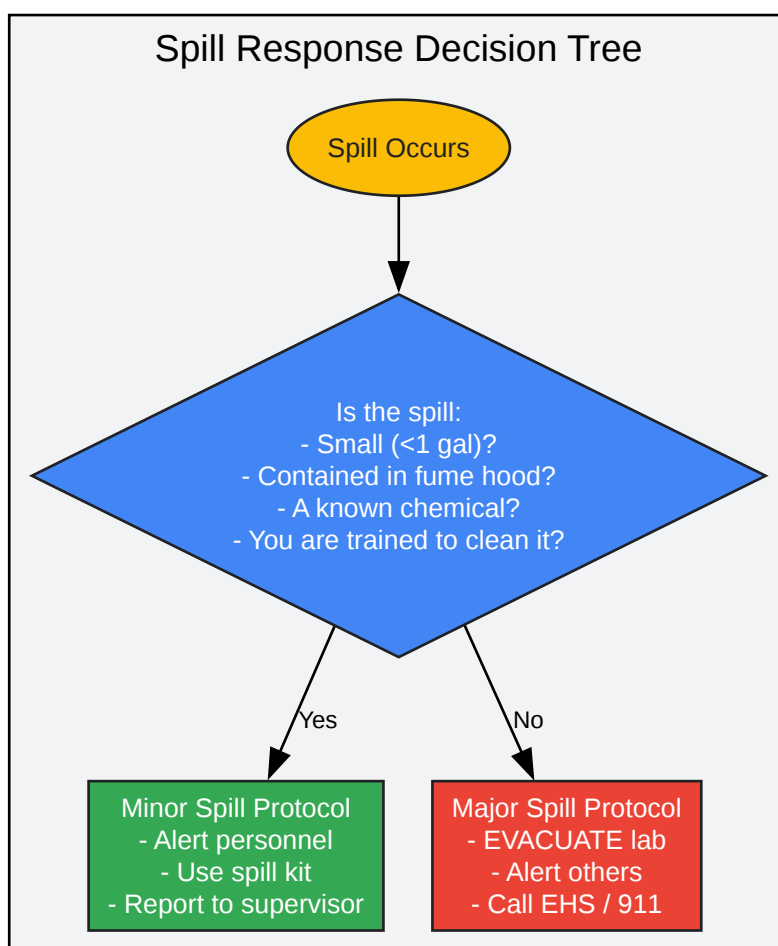 Spill Response Decision Tree
Spill Occurs
Is the spill:
- Small (<1 gal)?
- Contained in fume hood?
- A known chemical?
- You are trained to clean it?
Yes
No
Minor Spill Protocol
- Alert personnel
- Use spill kit
- Report to supervisor
Major Spill Protocol
- EVACUATE lab
- Alert others
- Call EHS / 911